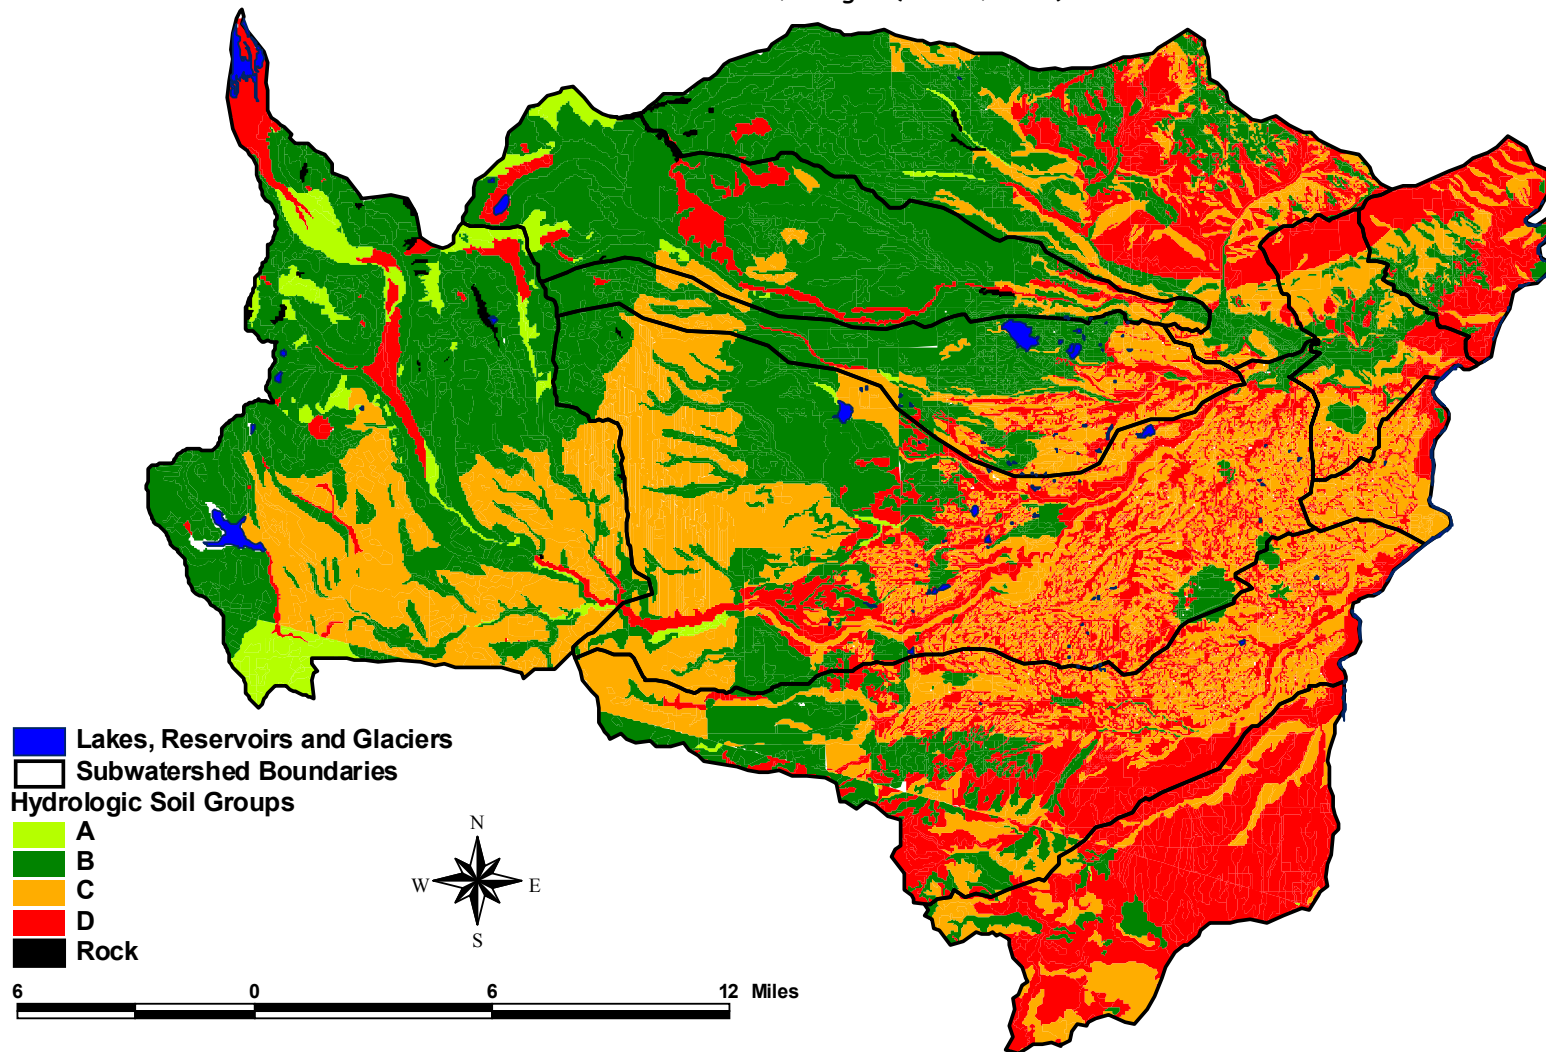 Lakes, Reservoirs and Glaciers
Subwatershed Boundaries
Hydrologic Soil Groups
A
B
C
D
Rock
N
W E
S
6 0 6 12 Miles